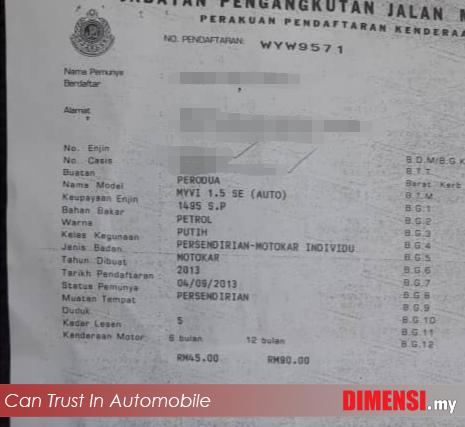 JABATAN PENGANGKUTAN JALAN
PERAKUAN PENDAFTARAN KENDERAA
NO. PENDAFTARAN: WYW9571
Nama Pemunya
Berdaftar
Alamat
No. Enjin
No. Casis
Buatan PERODUA
Nama Model MYVI 1.5 SE (AUTO)
Keupayaan Enjin 1495 S.P
Bahan Bakar PETROL
Warna PUTIH
Kelas Kegunaan PERSENDIRIAN-MOTOKAR INDIVIDU
Jenis Badan MOTOKAR
Tahun Dibuat 2013
Tarikh Pendaftaran 04/09/2013
Status Pemunya PERSENDIRIAN
Muatan Tempat
Duduk 5
Kadar Lesen 6 bulan 12 bulan
Kenderaan Motor RM45.00 RM90.00
B.D.M/B.G.K
B.T.T.
Berat Kerb
B.T.M
B.G.1
B.G.2
B.G.3
B.G.4
B.G.5
B.G.6
B.G.7
B.G.8
B.G.9
B.G.10
B.G.11
B.G.12
Can Trust In Automobile
DIMENSI.my